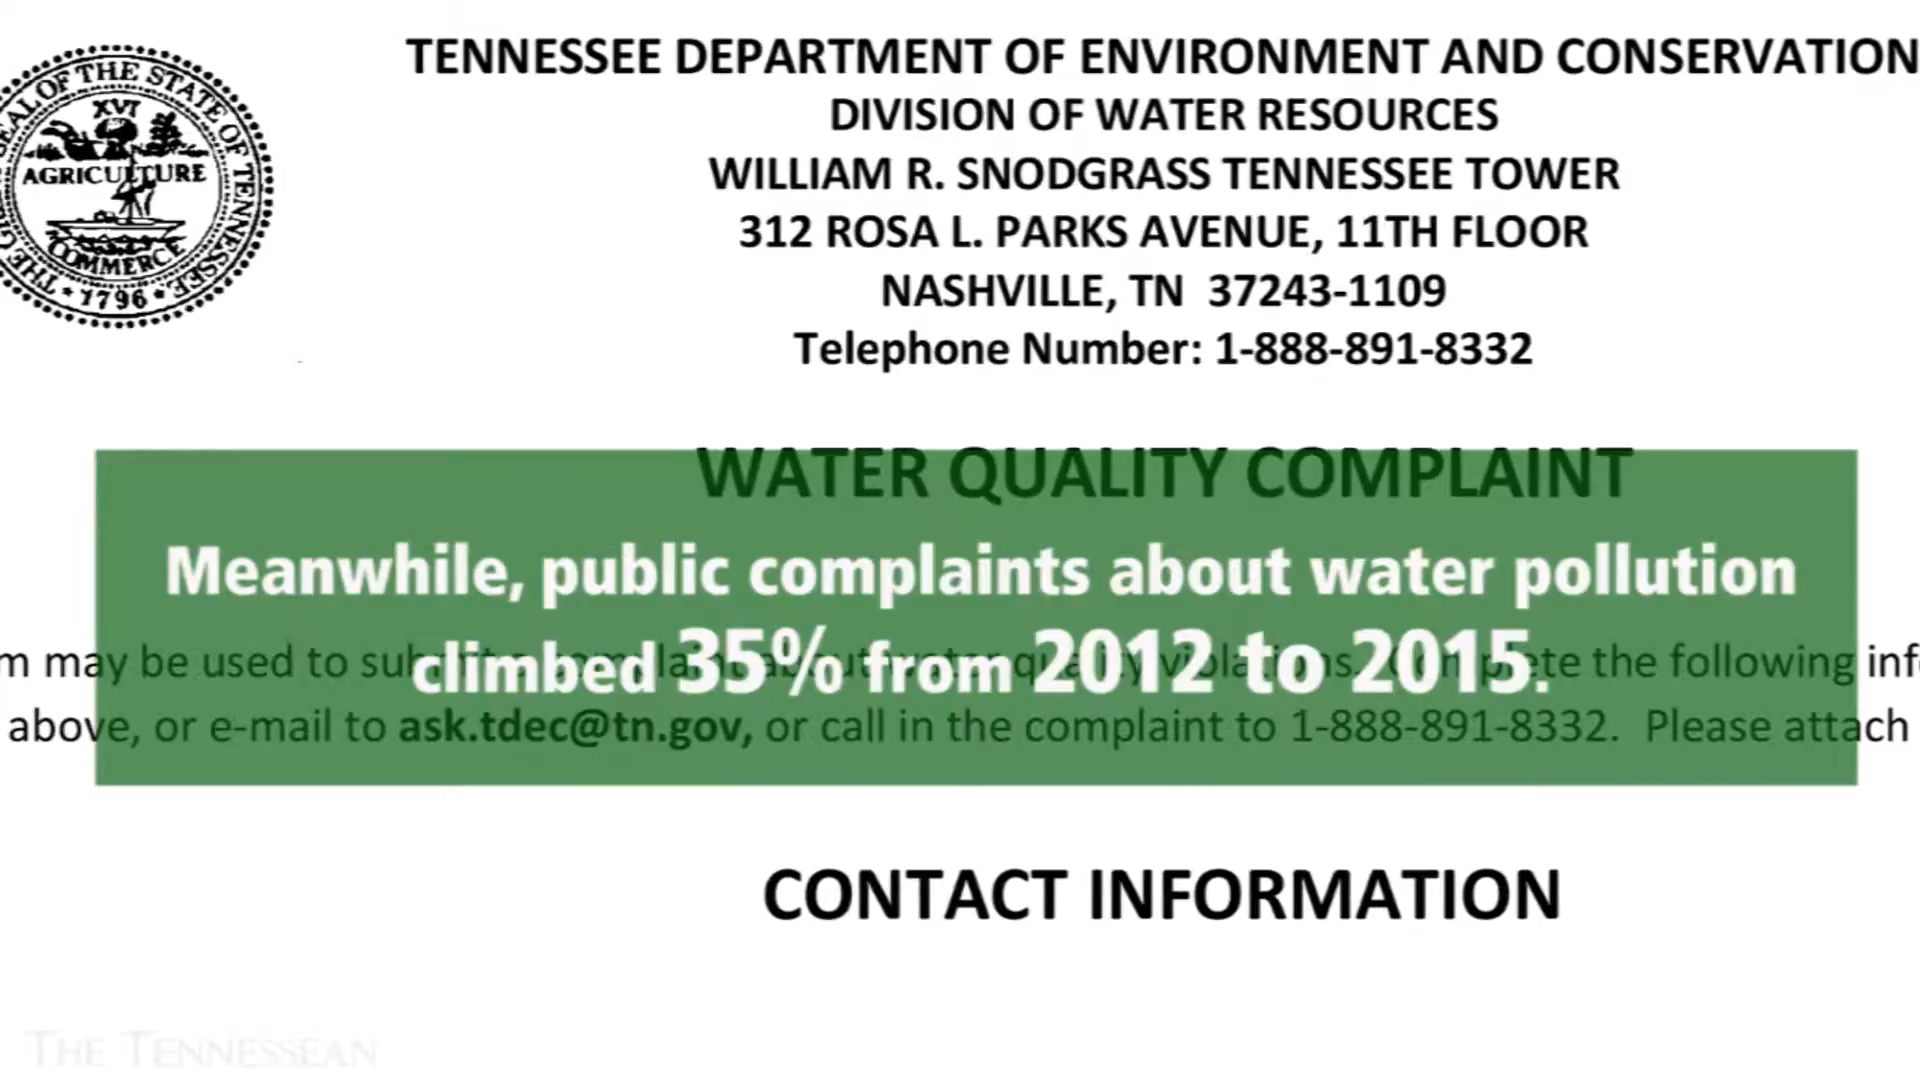 THE GREAT SEAL OF THE STATE OF TENNESSEE
XVI
AGRICULTURE
COMMERCE
1796
TENNESSEE DEPARTMENT OF ENVIRONMENT AND CONSERVATION
DIVISION OF WATER RESOURCES
WILLIAM R. SNODGRASS TENNESSEE TOWER
312 ROSA L. PARKS AVENUE, 11TH FLOOR
NASHVILLE, TN 37243-1109
Telephone Number: 1-888-891-8332
WATER QUALITY COMPLAINT
Meanwhile, public complaints about water pollution
climbed 35% from 2012 to 2015.
may be used to the following
above, or e-mail to ask.tdec@tn.gov, or call in the complaint to 1-888-891-8332. Please attach
CONTACT INFORMATION
THE TENNESSEAN